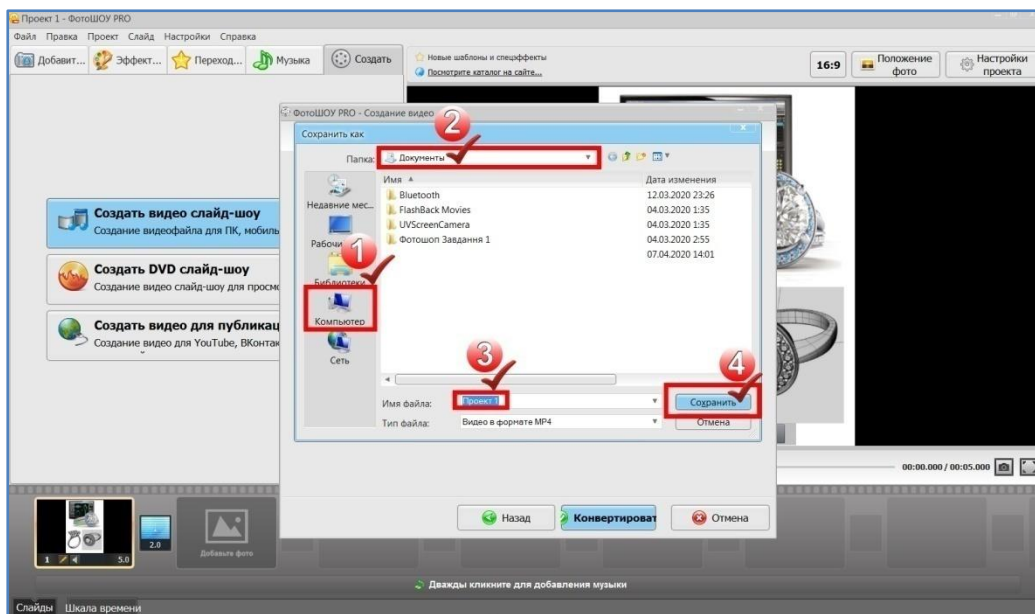 Проект 1 - ФотоШОУ PRO
Файл Правка Проект Слайд Настройки Справка
Добавит... Эффект... Переход... Музыка Создать
Новые шаблоны и спецэффекты
Посмотрите каталог на сайте...
16:9
Положение фото
Настройки проекта
ФотоШОУ PRO - Создание видео
Сохранить как
2
Папка: Документы
Имя Дата изменения
Bluetooth 12.03.2020 23:26
FlashBack Movies 04.03.2020 1:35
UVScreenCamera 04.03.2020 1:35
Фотошоп Завдання 1 04.03.2020 2:55
07.04.2020 14:01
Недавние мес...
Рабочи
1
Библиотеки
Компьютер
Сеть
Создать видео слайд-шоу
Создание видеофайла для ПК, мобиль
Создать DVD слайд-шоу
Создание видео слайд-шоу для просмо
Создать видео для публикац
Создание видео для YouTube, ВКонтак
3
4
Имя файла: Проект 1 Сохранить
Тип файла: Видео в формате MP4 Отмена
00:00.000 / 00:05.000
Назад Конвертироват Отмена
1 5.0
2.0
Добавьте фото
Дважды кликните для добавления музыки
Слайды Шкала времени